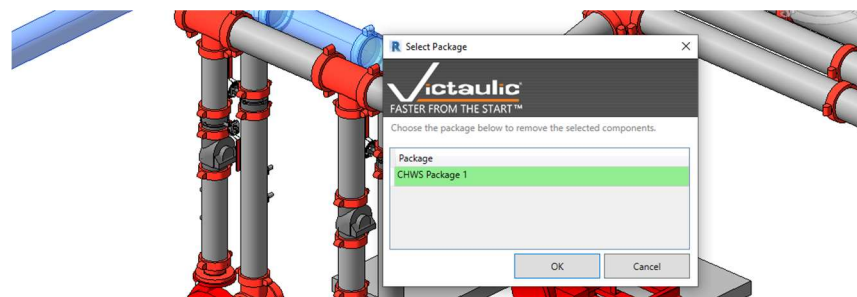 Select Package
Victaulic
FASTER FROM THE START™
Choose the package below to remove the selected components.
Package
CHWS Package 1
OK
Cancel